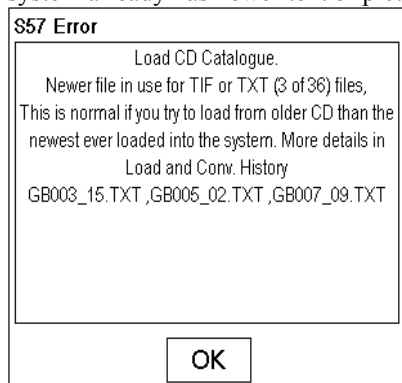 S57 Error
Load CD Catalogue.
Newer file in use for TIF or TXT (3 of 36) files,
This is normal if you try to load from older CD than the
newest ever loaded into the system. More details in
Load and Conv. History
GB003_15.TXT ,GB005_02.TXT ,GB007_09.TXT
OK